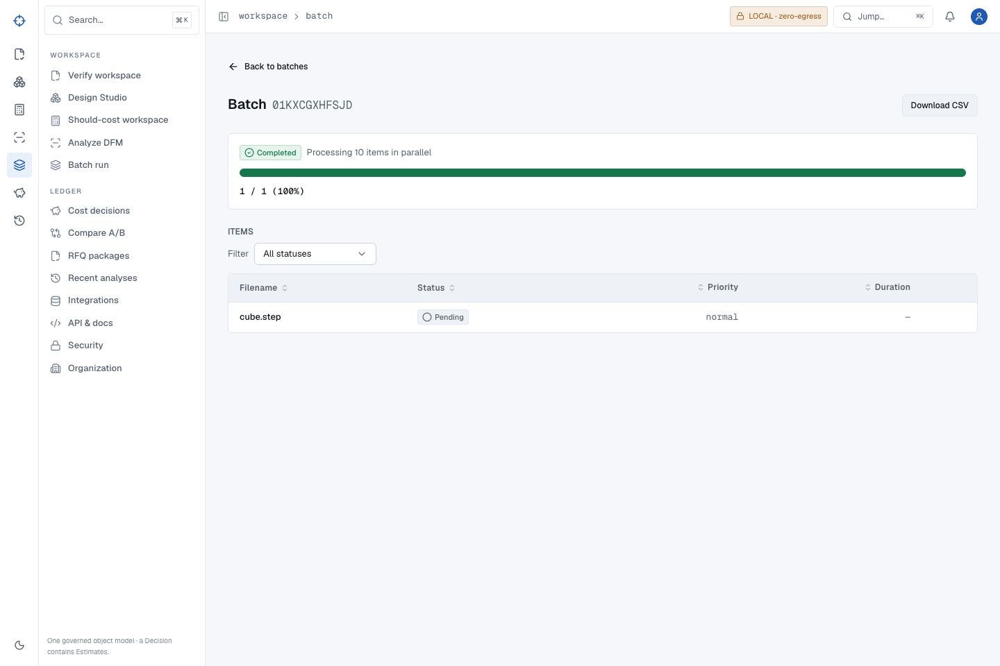 Search...
⌘ K
WORKSPACE
Verify workspace
Design Studio
Should-cost workspace
Analyze DFM
Batch run
LEDGER
Cost decisions
Compare A/B
RFQ packages
Recent analyses
Integrations
API & docs
Security
Organization
One governed object model · a Decision
contains Estimates.
workspace > batch
LOCAL · zero-egress
Jump...
⌘K
Back to batches
Batch 01KXCGXHFSJD
Download CSV
Completed Processing 10 items in parallel
1 / 1 (100%)
ITEMS
Filter All statuses
Filename Status Priority Duration
cube.step Pending normal —